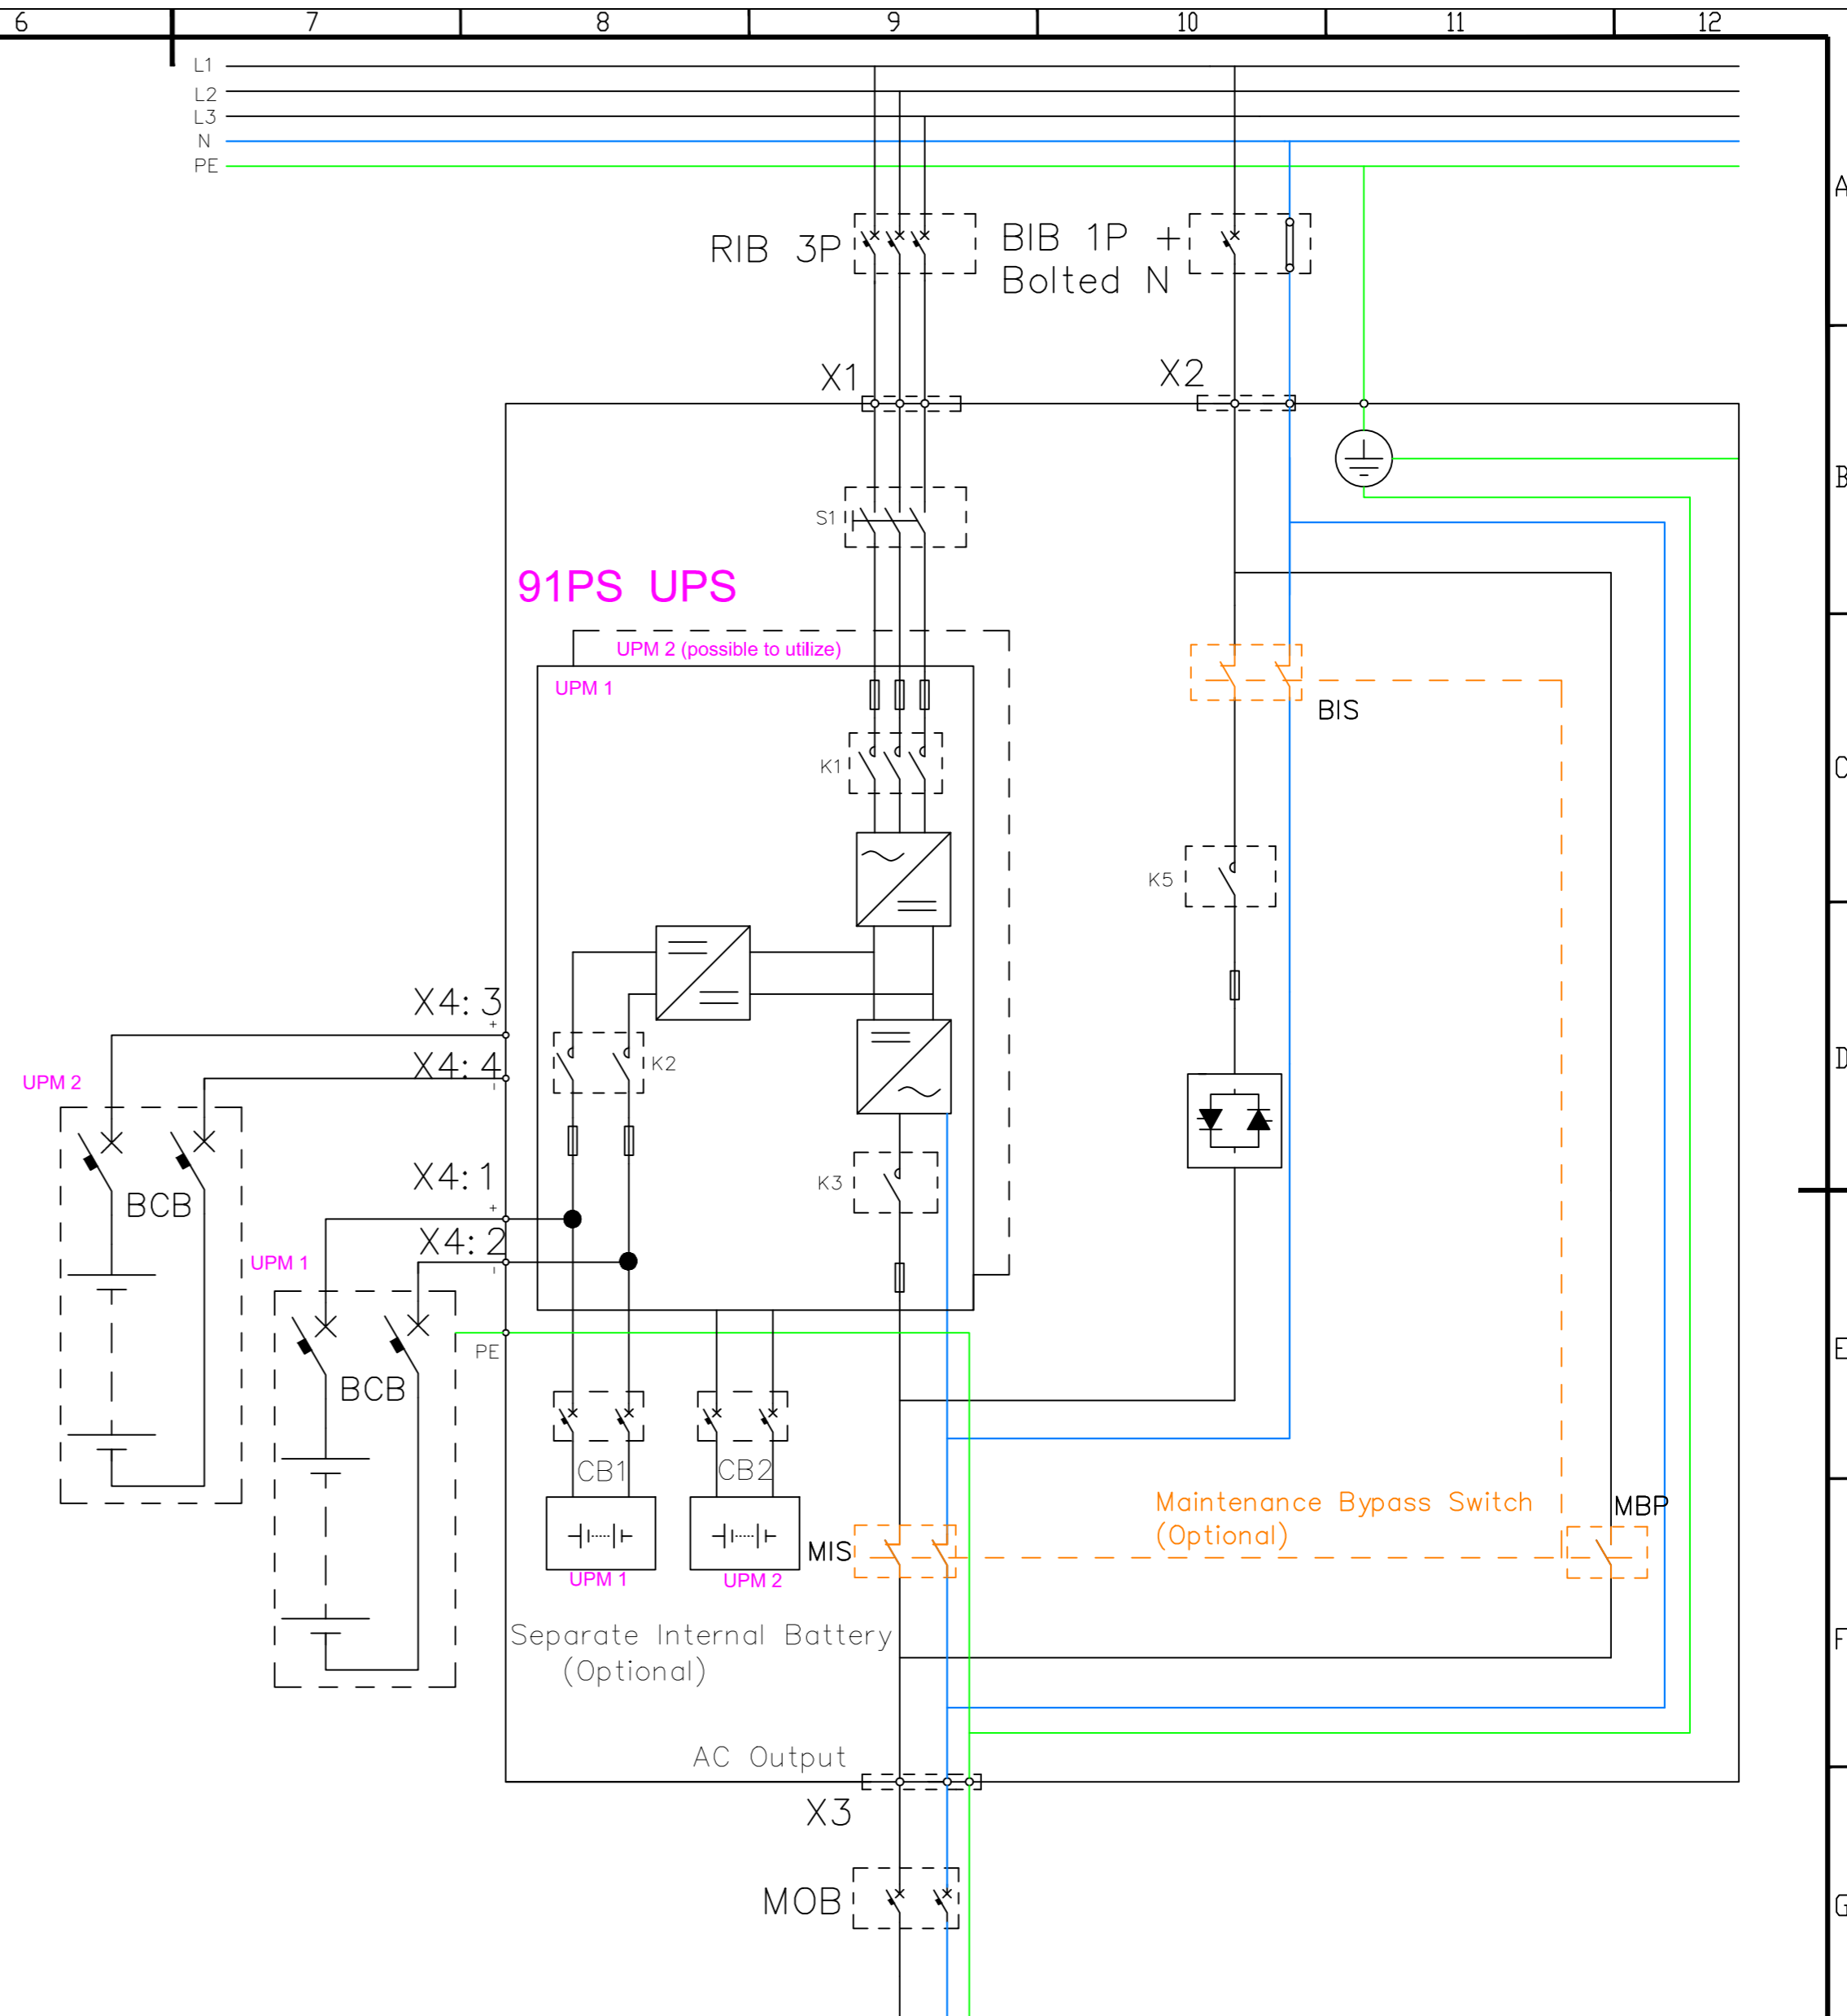 6 7 8 9 10 11 12
L1
L2
L3
N
PE
A
RIB 3P
BIB 1P +
Bolted N
X1
X2
B
S1
91PS UPS
UPM 2 (possible to utilize)
UPM 1
BIS
K1
C
K5
X4:3
+
K2
X4:4
-
D
UPM 2
X4:1
K3
BCB
+
X4:2
-
UPM 1
PE
E
BCB
CB1
CB2
Maintenance Bypass Switch
(Optional)
MBP
MIS
UPM 1
UPM 2
Separate Internal Battery
(Optional)
F
AC Output
X3
MOB
G